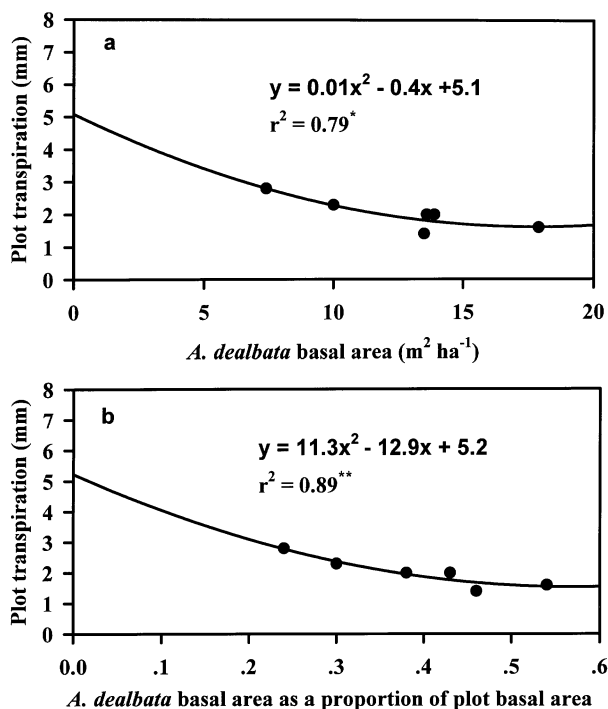 8
7
6
5
4
3
2
1
0
Plot transpiration (mm)
a
y = 0.01x² - 0.4x +5.1
r² = 0.79*
0 5 10 15 20
A. dealbata basal area (m² ha⁻¹)
8
7
6
5
4
3
2
1
0
Plot transpiration (mm)
b
y = 11.3x² - 12.9x + 5.2
r² = 0.89**
0.0 .1 .2 .3 .4 .5 .6
A. dealbata basal area as a proportion of plot basal area